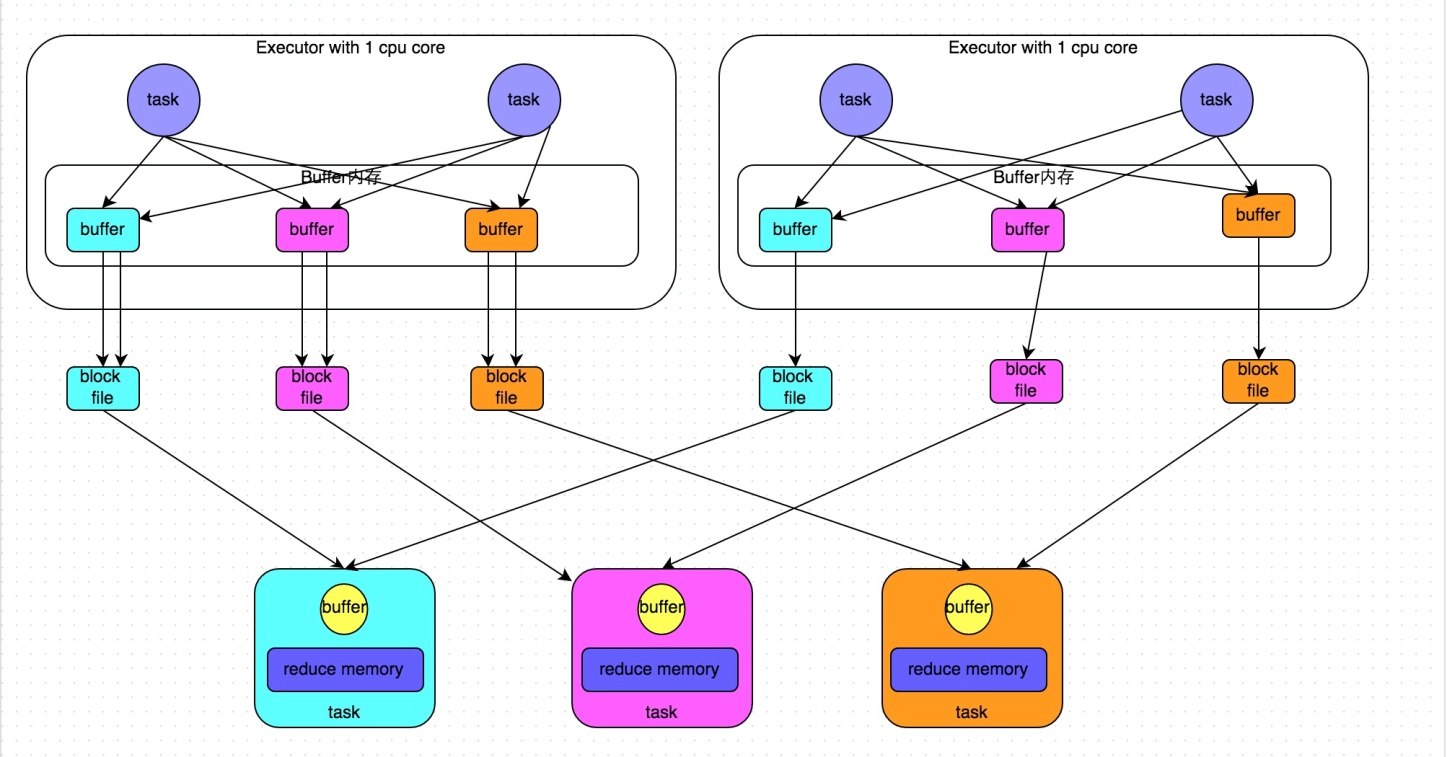 Executor with 1 cpu core
Executor with 1 cpu core
task
task
task
task
Buffer内存
Buffer内存
buffer
buffer
buffer
buffer
buffer
buffer
block
file
block
file
block
file
block
file
block
file
block
file
buffer
buffer
buffer
reduce memory
reduce memory
reduce memory
task
task
task